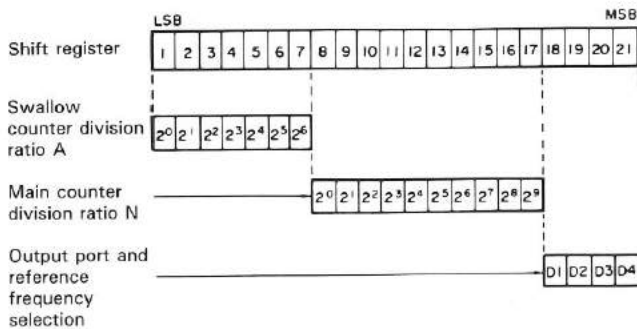 LSB MSB
Shift register 1 2 3 4 5 6 7 8 9 10 11 12 13 14 15 16 17 18 19 20 21
Swallow
counter division
ratio A
2⁰ 2¹ 2² 2³ 2⁴ 2⁵ 2⁶
Main counter
division ratio N
2⁰ 2¹ 2² 2³ 2⁴ 2⁵ 2⁶ 2⁷ 2⁸ 2⁹
Output port and
reference
frequency
selection
D1 D2 D3 D4